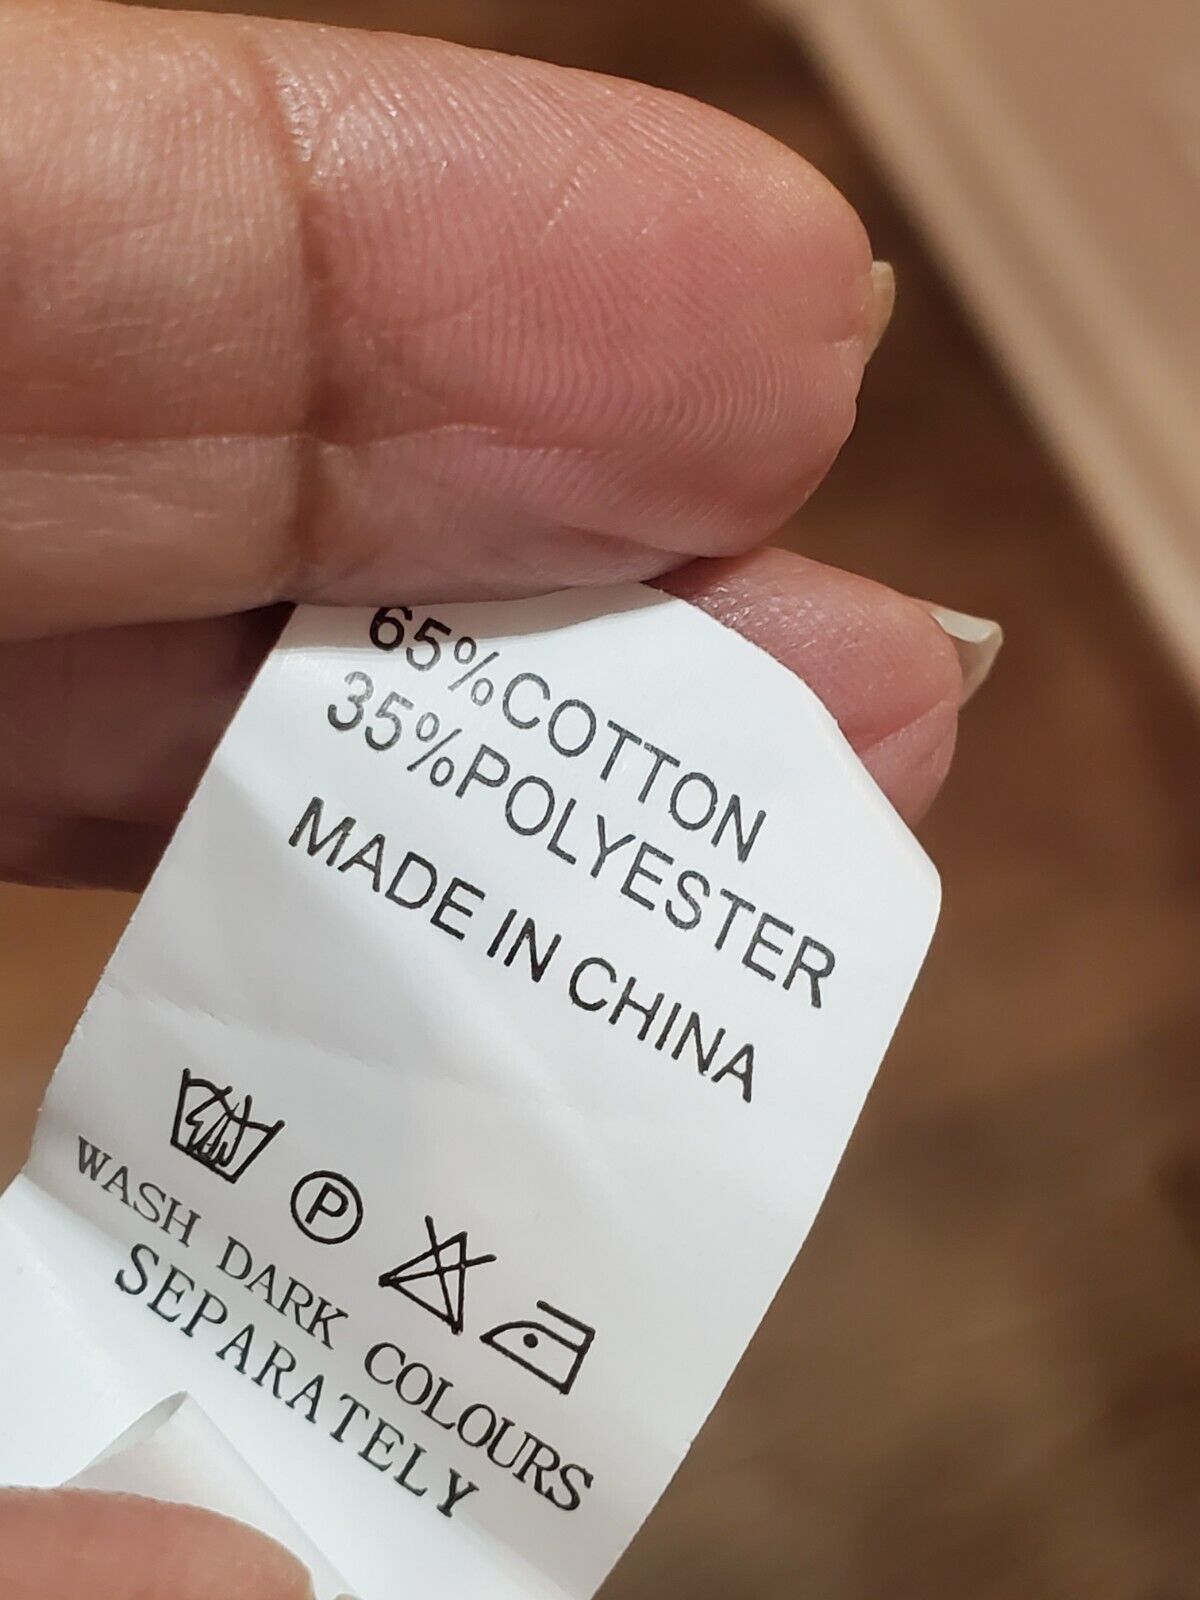 65%COTTON
35%POLYESTER
MADE IN CHINA
P
WASH DARK COLOURS
SEPARATELY